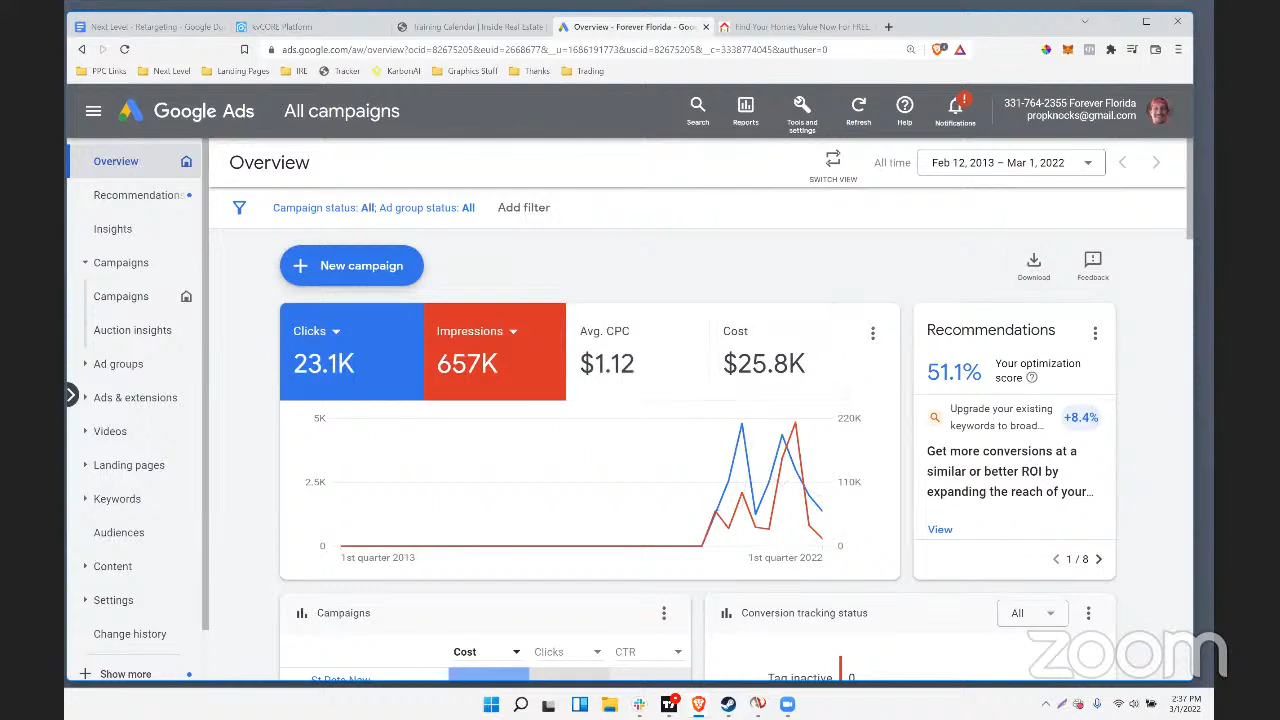 Next Level - Retargeting - Google Do
kvCORE Platform
Training Calendar | Inside Real Estate
Overview - Forever Florida - Goo
Find Your Homes Value Now FOR FREE
ads.google.com/aw/overview?ocid=82675205&euid=2668677&__u=1686191773&uscid=82675205&__c=3338774045&authuser=0
PPC Links
Next Level
Landing Pages
IRE
Tracker
KarbonAI
Graphics Stuff
Thanks
Trading
Google Ads
All campaigns
Search
Reports
Tools and
settings
Refresh
Help
Notifications
331-764-2355 Forever Florida
propknocks@gmail.com
Overview
Recommendations
Insights
Campaigns
Campaigns
Auction insights
Ad groups
Ads & extensions
Videos
Landing pages
Keywords
Audiences
Content
Settings
Change history
Show more
Overview
SWITCH VIEW
All time
Feb 12, 2013 – Mar 1, 2022
Campaign status: All; Ad group status: All
Add filter
New campaign
Download
Feedback
Clicks
23.1K
Impressions
657K
Avg. CPC
$1.12
Cost
$25.8K
5K
2.5K
0
220K
110K
0
1st quarter 2013
1st quarter 2022
Recommendations
51.1%
Your optimization
score
Upgrade your existing
keywords to broad...
+8.4%
Get more conversions at a
similar or better ROI by
expanding the reach of your…
View
1 / 8
Campaigns
Cost
Clicks
CTR
Conversion tracking status
All
Tag inactive
0
zoom
2:37 PM
3/1/2022